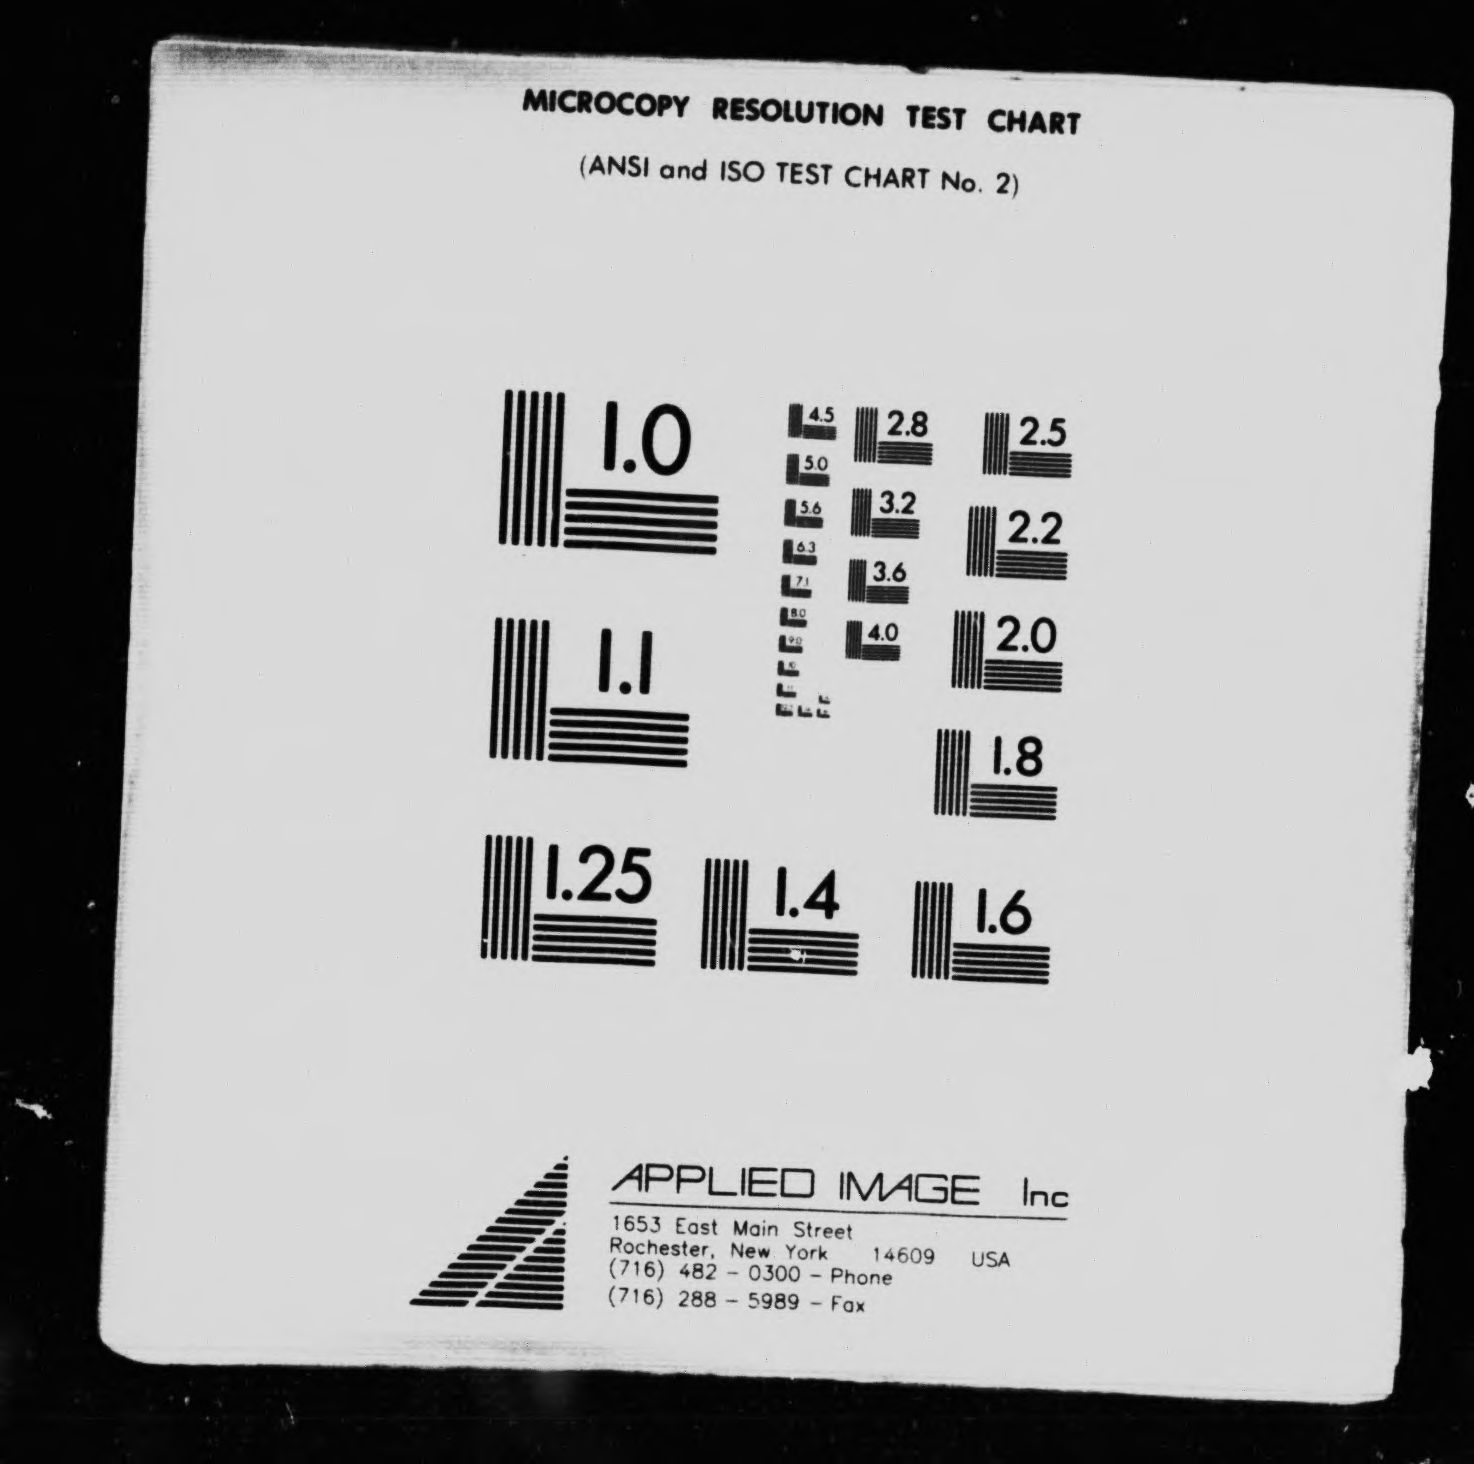 MICROCOPY RESOLUTION TEST CHART
(ANSI and ISO TEST CHART No. 2)
1.0
1.1
1.25
1.4
1.6
1.8
2.0
2.2
2.5
2.8
3.2
3.6
4.0
4.5
5.0
5.6
6.3
7.1
8.0
9.0
APPLIED IMAGE Inc
1653 East Main Street
Rochester, New York 14609 USA
(716) 482 - 0300 - Phone
(716) 288 - 5989 - Fax